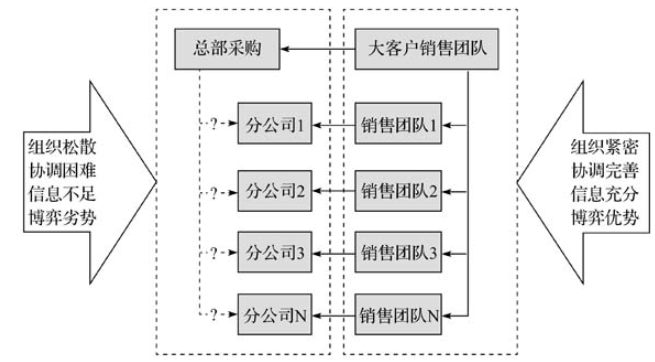 总部采购
大客户销售团队
组织松散
协调困难
信息不足
博弈劣势
?
分公司1
销售团队1
?
分公司2
销售团队2
?
分公司3
销售团队3
?
分公司N
销售团队N
组织紧密
协调完善
信息充分
博弈优势